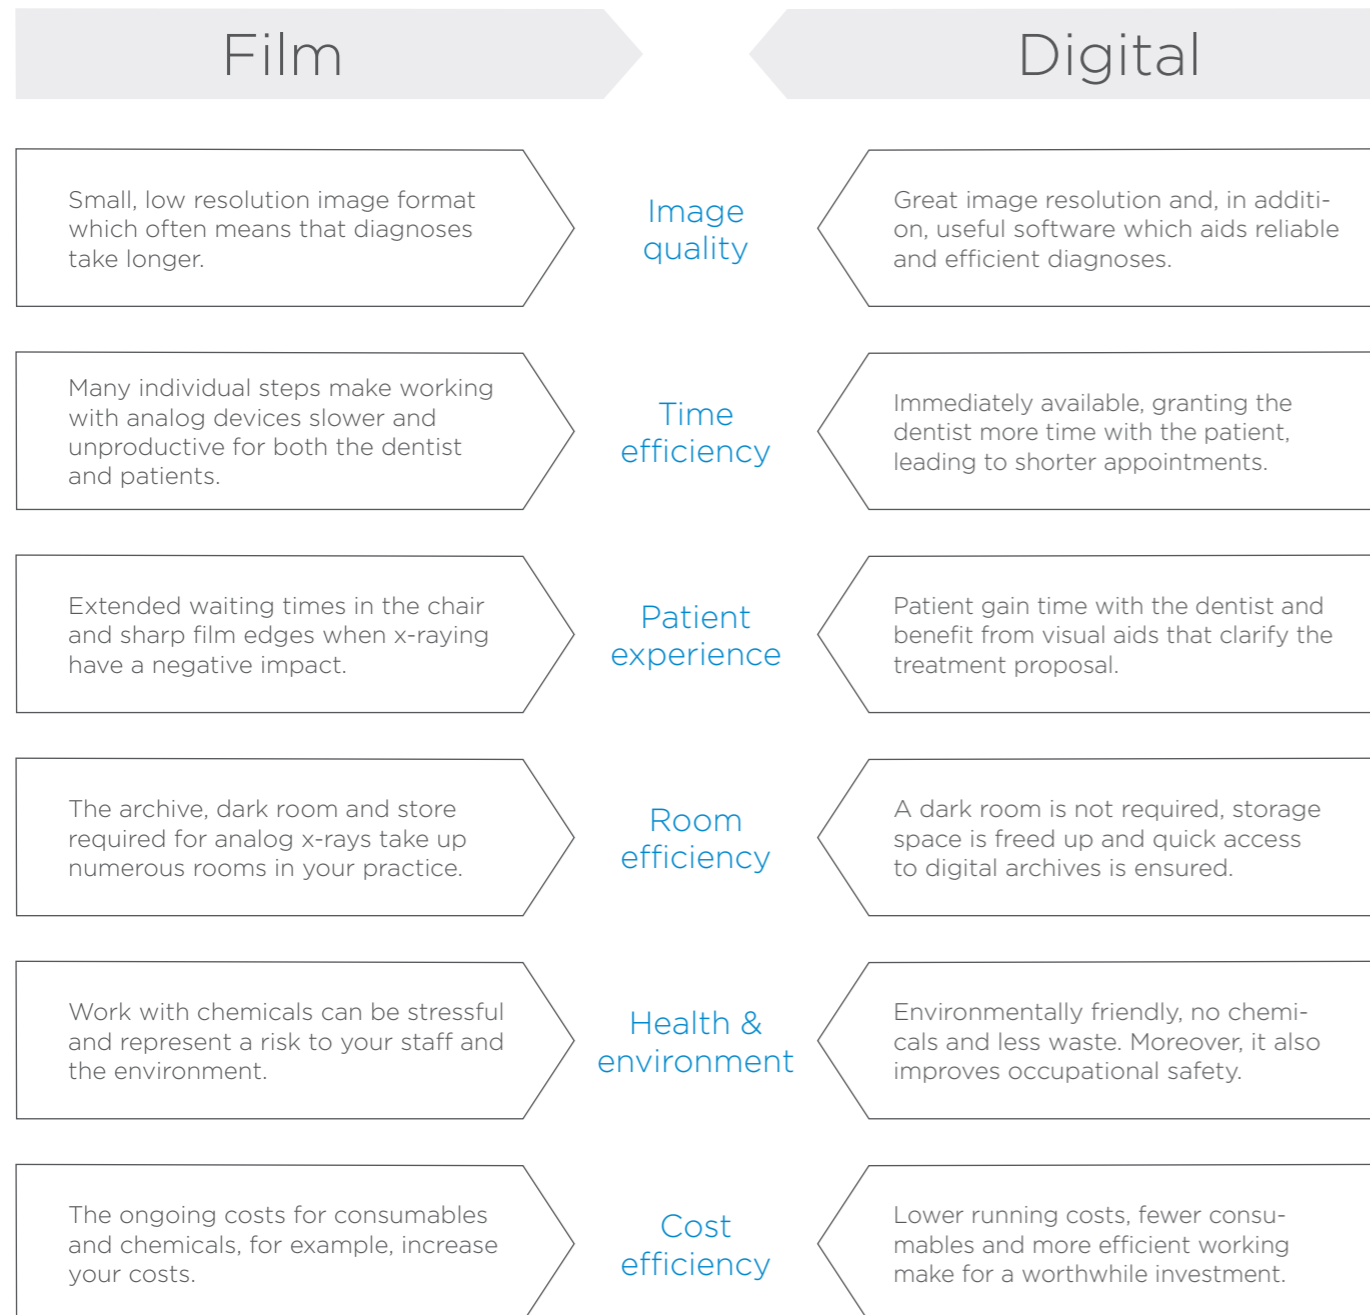 Film
Digital
Small, low resolution image format
which often means that diagnoses
take longer.
Image
quality
Great image resolution and, in additi-
on, useful software which aids reliable
and efficient diagnoses.
Many individual steps make working
with analog devices slower and
unproductive for both the dentist
and patients.
Time
efficiency
Immediately available, granting the
dentist more time with the patient,
leading to shorter appointments.
Extended waiting times in the chair
and sharp film edges when x-raying
have a negative impact.
Patient
experience
Patient gain time with the dentist and
benefit from visual aids that clarify the
treatment proposal.
The archive, dark room and store
required for analog x-rays take up
numerous rooms in your practice.
Room
efficiency
A dark room is not required, storage
space is freed up and quick access
to digital archives is ensured.
Work with chemicals can be stressful
and represent a risk to your staff and
the environment.
Health &
environment
Environmentally friendly, no chemi-
cals and less waste. Moreover, it also
improves occupational safety.
The ongoing costs for consumables
and chemicals, for example, increase
your costs.
Cost
efficiency
Lower running costs, fewer consu-
mables and more efficient working
make for a worthwhile investment.